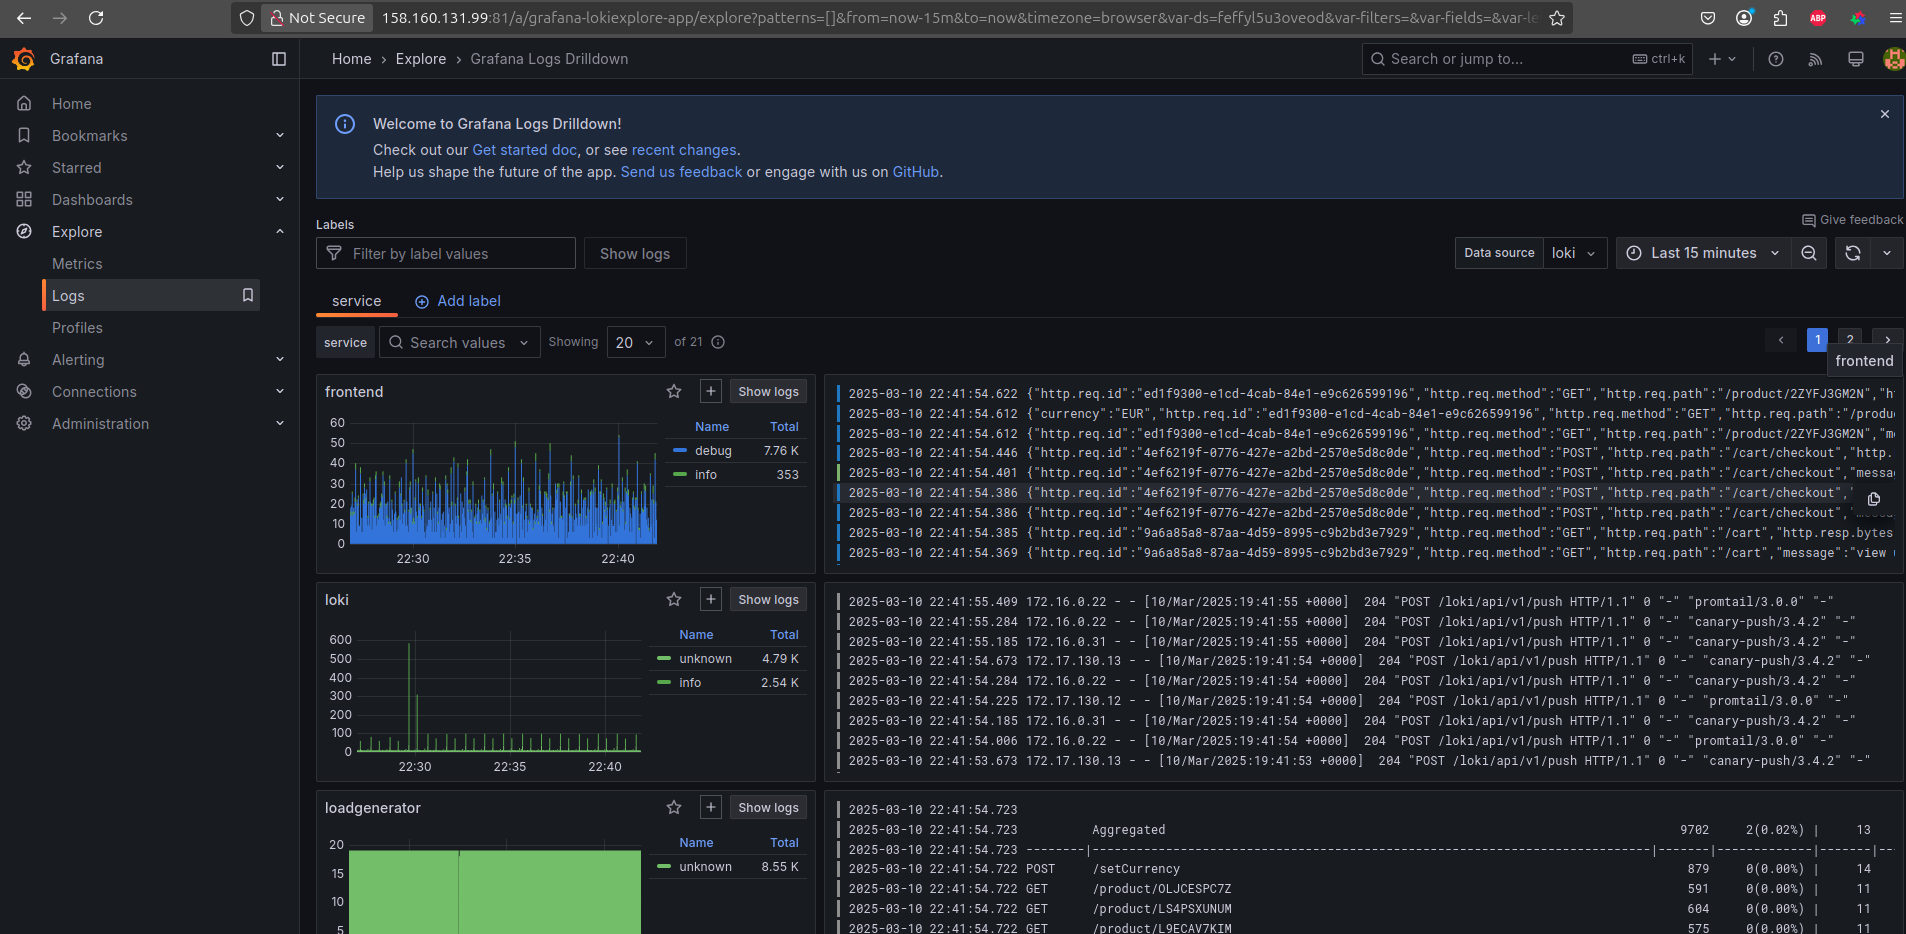 Not Secure 158.160.131.99:81/a/grafana-lokiexplore-app/explore?patterns=[]&from=now-15m&to=now&timezone=browser&var-ds=feffyl5u3oveod&var-filters=&var-fields=&var-le
ABP
Grafana
Home › Explore › Grafana Logs Drilldown
Search or jump to...
ctrl+k
Home
Bookmarks
Starred
Dashboards
Explore
Metrics
Logs
Profiles
Alerting
Connections
Administration
Welcome to Grafana Logs Drilldown!
Check out our Get started doc, or see recent changes.
Help us shape the future of the app. Send us feedback or engage with us on GitHub.
Give feedback
Labels
Filter by label values
Show logs
Data source loki
Last 15 minutes
service
Add label
service Search values Showing 20 of 21
1 2
frontend
frontend
Show logs
60
50
40
30
20
10
0
22:30 22:35 22:40
Name Total
debug 7.76 K
info 353
2025-03-10 22:41:54.622 {"http.req.id":"ed1f9300-e1cd-4cab-84e1-e9c626599196","http.req.method":"GET","http.req.path":"/product/2ZYFJ3GM2N","h
2025-03-10 22:41:54.612 {"currency":"EUR","http.req.id":"ed1f9300-e1cd-4cab-84e1-e9c626599196","http.req.method":"GET","http.req.path":"/produ
2025-03-10 22:41:54.612 {"http.req.id":"ed1f9300-e1cd-4cab-84e1-e9c626599196","http.req.method":"GET","http.req.path":"/product/2ZYFJ3GM2N","m
2025-03-10 22:41:54.446 {"http.req.id":"4ef6219f-0776-427e-a2bd-2570e5d8c0de","http.req.method":"POST","http.req.path":"/cart/checkout","http.
2025-03-10 22:41:54.401 {"http.req.id":"4ef6219f-0776-427e-a2bd-2570e5d8c0de","http.req.method":"POST","http.req.path":"/cart/checkout","messa
2025-03-10 22:41:54.386 {"http.req.id":"4ef6219f-0776-427e-a2bd-2570e5d8c0de","http.req.method":"POST","http.req.path":"/cart/checkout","
2025-03-10 22:41:54.386 {"http.req.id":"4ef6219f-0776-427e-a2bd-2570e5d8c0de","http.req.method":"POST","http.req.path":"/cart/checkout",
2025-03-10 22:41:54.385 {"http.req.id":"9a6a85a8-87aa-4d59-8995-c9b2bd3e7929","http.req.method":"GET","http.req.path":"/cart","http.resp.bytes
2025-03-10 22:41:54.369 {"http.req.id":"9a6a85a8-87aa-4d59-8995-c9b2bd3e7929","http.req.method":"GET","http.req.path":"/cart","message":"view
loki
Show logs
600
500
400
300
200
100
0
22:30 22:35 22:40
Name Total
unknown 4.79 K
info 2.54 K
2025-03-10 22:41:55.409 172.16.0.22 - - [10/Mar/2025:19:41:55 +0000] 204 "POST /loki/api/v1/push HTTP/1.1" 0 "-" "promtail/3.0.0" "-"
2025-03-10 22:41:55.284 172.16.0.22 - - [10/Mar/2025:19:41:55 +0000] 204 "POST /loki/api/v1/push HTTP/1.1" 0 "-" "canary-push/3.4.2" "-"
2025-03-10 22:41:55.185 172.16.0.31 - - [10/Mar/2025:19:41:55 +0000] 204 "POST /loki/api/v1/push HTTP/1.1" 0 "-" "canary-push/3.4.2" "-"
2025-03-10 22:41:54.673 172.17.130.13 - - [10/Mar/2025:19:41:54 +0000] 204 "POST /loki/api/v1/push HTTP/1.1" 0 "-" "canary-push/3.4.2" "-"
2025-03-10 22:41:54.284 172.16.0.22 - - [10/Mar/2025:19:41:54 +0000] 204 "POST /loki/api/v1/push HTTP/1.1" 0 "-" "canary-push/3.4.2" "-"
2025-03-10 22:41:54.225 172.17.130.12 - - [10/Mar/2025:19:41:54 +0000] 204 "POST /loki/api/v1/push HTTP/1.1" 0 "-" "promtail/3.0.0" "-"
2025-03-10 22:41:54.185 172.16.0.31 - - [10/Mar/2025:19:41:54 +0000] 204 "POST /loki/api/v1/push HTTP/1.1" 0 "-" "canary-push/3.4.2" "-"
2025-03-10 22:41:54.006 172.16.0.22 - - [10/Mar/2025:19:41:54 +0000] 204 "POST /loki/api/v1/push HTTP/1.1" 0 "-" "promtail/3.0.0" "-"
2025-03-10 22:41:53.673 172.17.130.13 - - [10/Mar/2025:19:41:53 +0000] 204 "POST /loki/api/v1/push HTTP/1.1" 0 "-" "canary-push/3.4.2" "-"
loadgenerator
Show logs
20
15
10
5
Name Total
unknown 8.55 K
2025-03-10 22:41:54.723
2025-03-10 22:41:54.723 Aggregated 9702 2(0.02%) | 13
2025-03-10 22:41:54.723 --------|------------------------------------------------------------------------------|-------|-------------|-------|--
2025-03-10 22:41:54.722 POST /setCurrency 879 0(0.00%) | 14
2025-03-10 22:41:54.722 GET /product/OLJCESPC7Z 591 0(0.00%) | 11
2025-03-10 22:41:54.722 GET /product/LS4PSXUNUM 604 0(0.00%) | 11
2025-03-10 22:41:54.722 GET /product/L9ECAV7KIM 575 0(0.00%) | 11